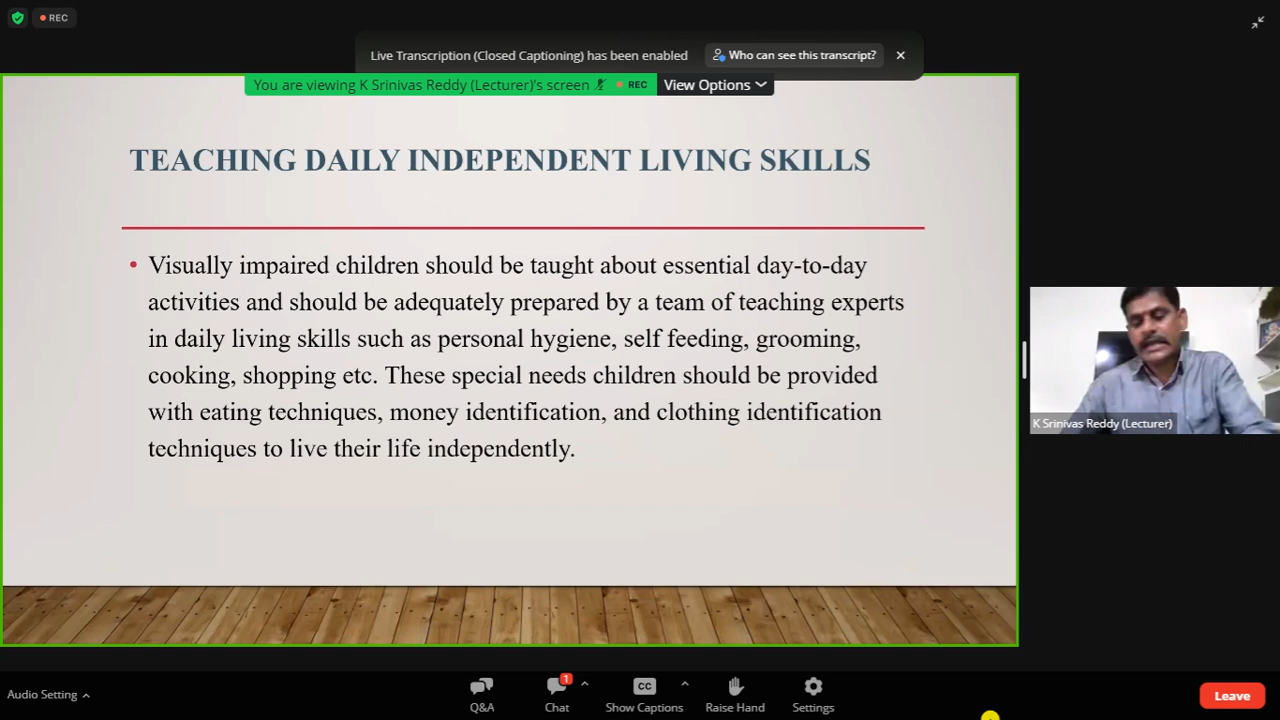 REC
Live Transcription (Closed Captioning) has been enabled
Who can see this transcript?
You are viewing K Srinivas Reddy (Lecturer)'s screen
REC
View Options
TEACHING DAILY INDEPENDENT LIVING SKILLS
• Visually impaired children should be taught about essential day-to-day
activities and should be adequately prepared by a team of teaching experts
in daily living skills such as personal hygiene, self feeding, grooming,
cooking, shopping etc. These special needs children should be provided
with eating techniques, money identification, and clothing identification
techniques to live their life independently.
K Srinivas Reddy (Lecturer)
Audio Setting
Q&A
1
Chat
CC
Show Captions
Raise Hand
Settings
Leave